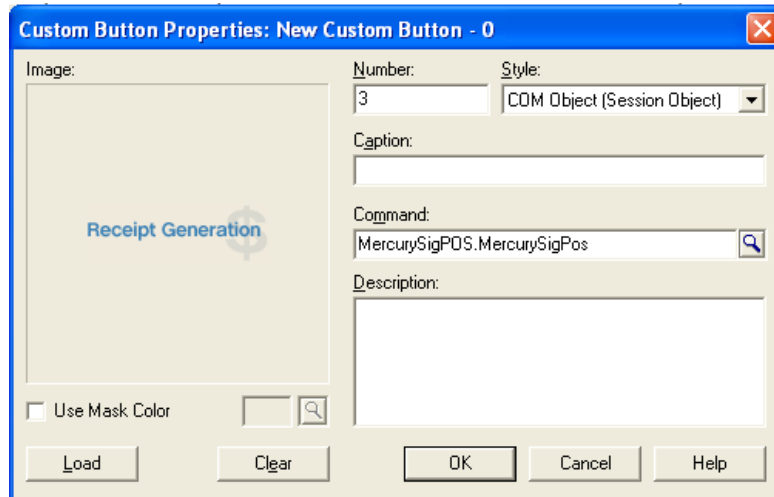 Custom Button Properties: New Custom Button - 0
Image:
Number:
Style:
3
COM Object (Session Object)
Caption:
Receipt Generation
$
Command:
MercurySigPOS.MercurySigPos
Description:
Use Mask Color
Load
Clear
OK
Cancel
Help